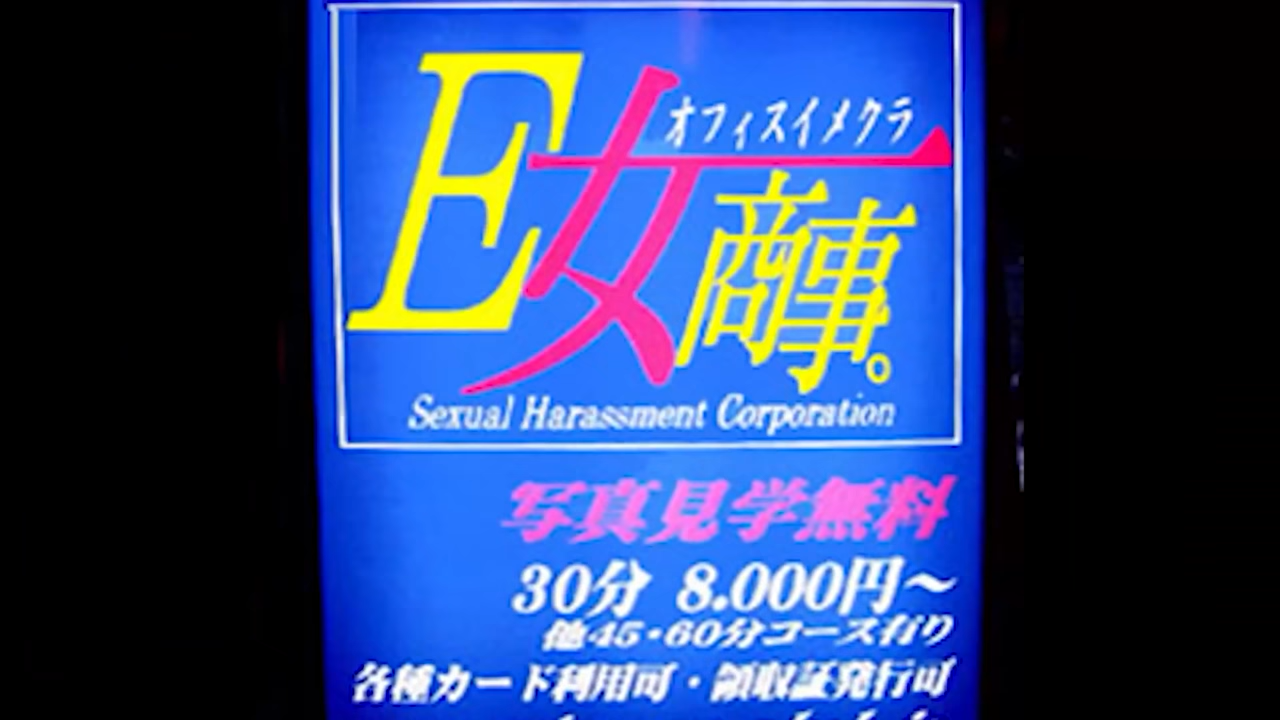 オフィスイメクラ
E女商事。
Sexual Harassment Corporation
写真見学無料
30分 8.000円～
他45・60分コース有り
各種カード利用可・領収証発行可